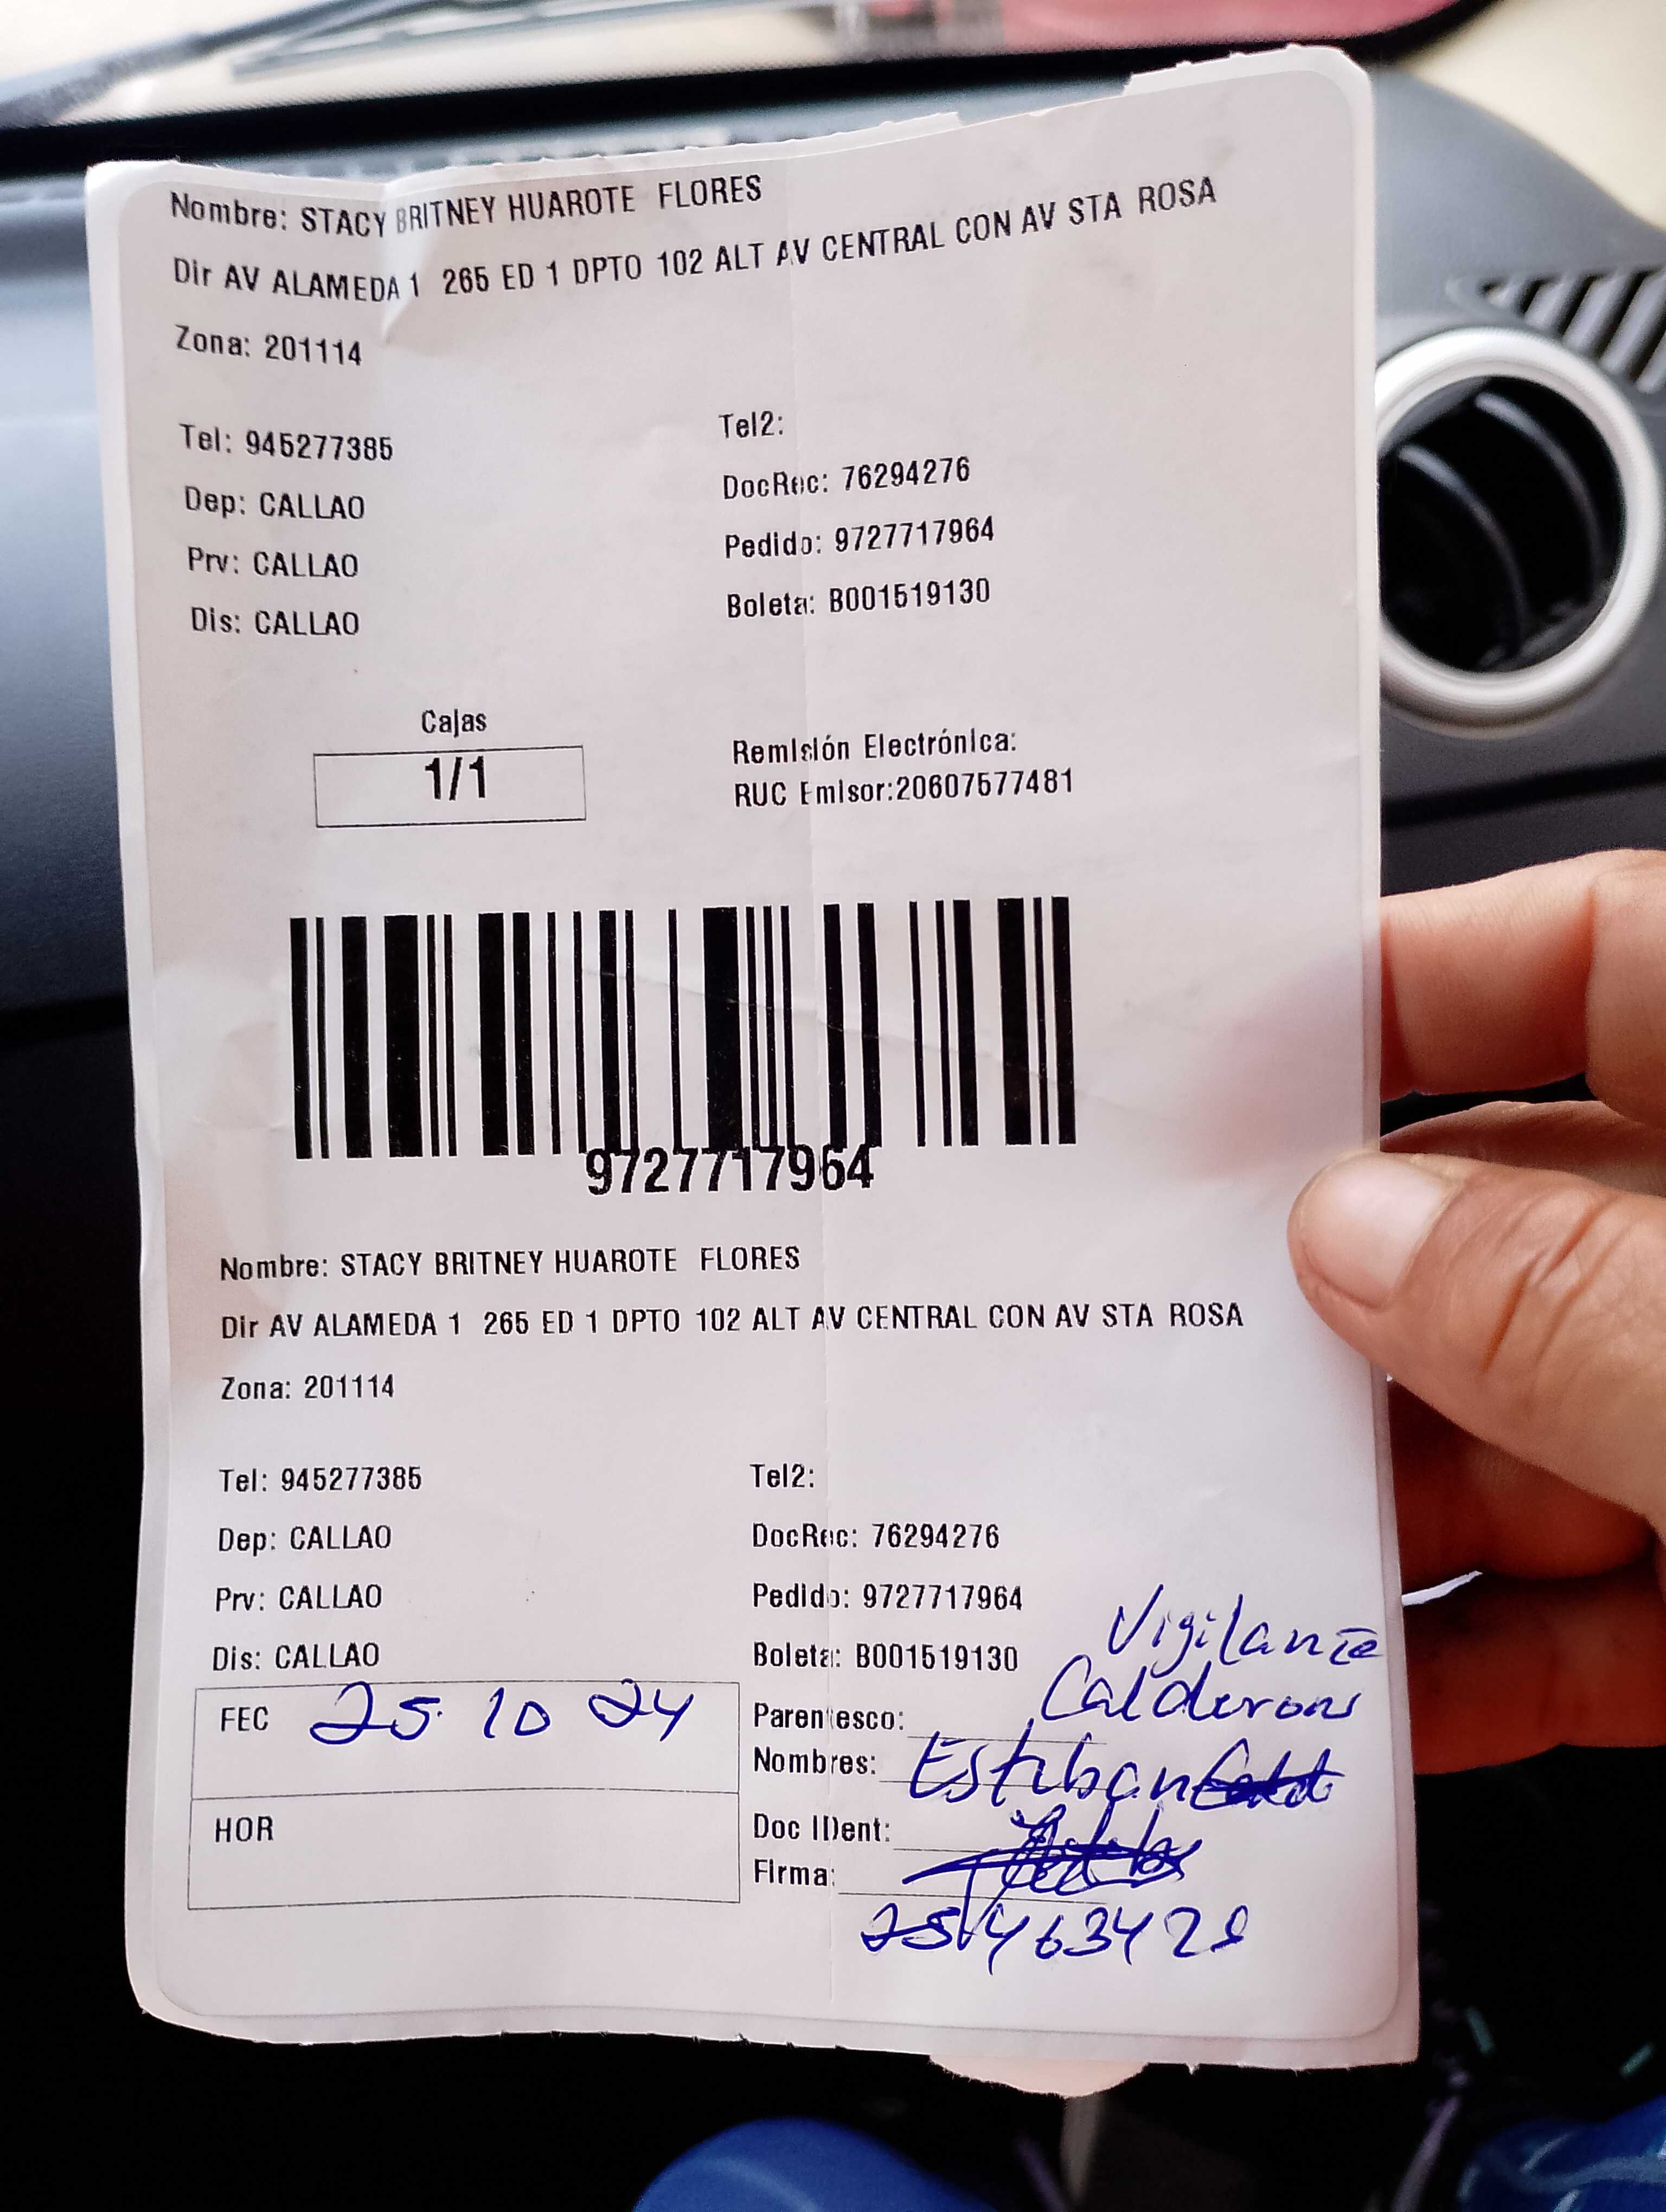 Nombre: STACY BRITNEY HUAROTE FLORES
Dir AV ALAMEDA 1 265 ED 1 DPTO 102 ALT AV CENTRAL CON AV STA ROSA
Zona: 201114
Tel: 945277385
Tel2:
Dep: CALLAO
DocRec: 76294276
Prv: CALLAO
Pedido: 9727717964
Dis: CALLAO
Boleta: B001519130
Cajas
1/1
Remisión Electrónica:
RUC Emisor:20607577481
9727717964
Nombre: STACY BRITNEY HUAROTE FLORES
Dir AV ALAMEDA 1 265 ED 1 DPTO 102 ALT AV CENTRAL CON AV STA ROSA
Zona: 201114
Tel: 945277385
Tel2:
Dep: CALLAO
DocRec: 76294276
Prv: CALLAO
Pedido: 9727717964
Dis: CALLAO
Boleta: B001519130
Vigilante
FEC 25. 10 24
Parentesco: Calderon
Nombres: Esteban
HOR
Doc IDent:
Firma:
25463428